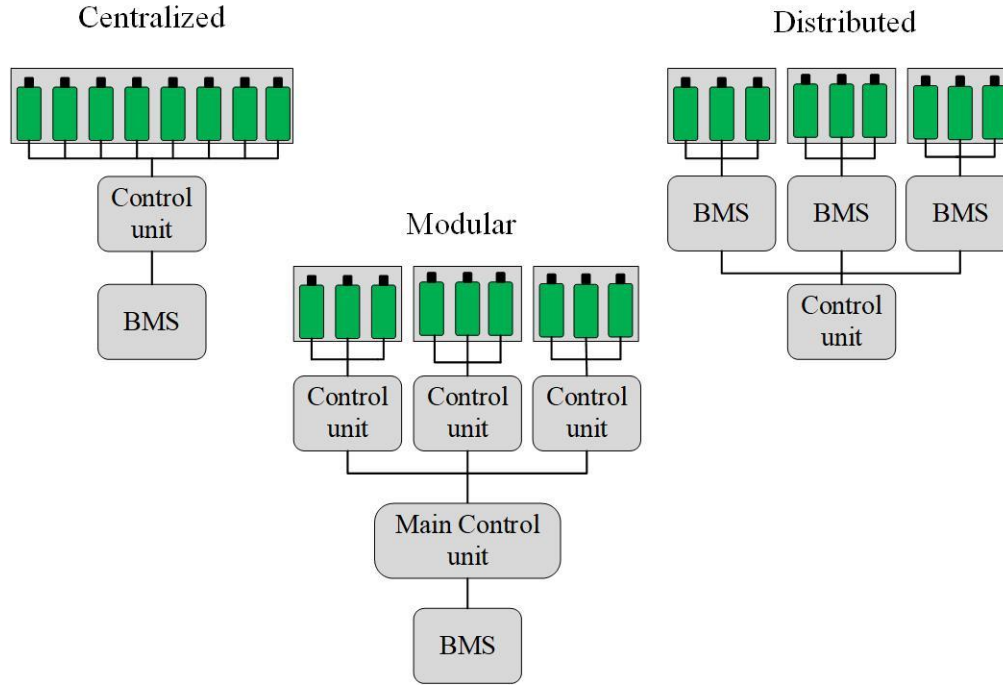 Centralized
Control
unit
BMS
Modular
Control
unit
Control
unit
Control
unit
Main Control
unit
BMS
Distributed
BMS
BMS
BMS
Control
unit